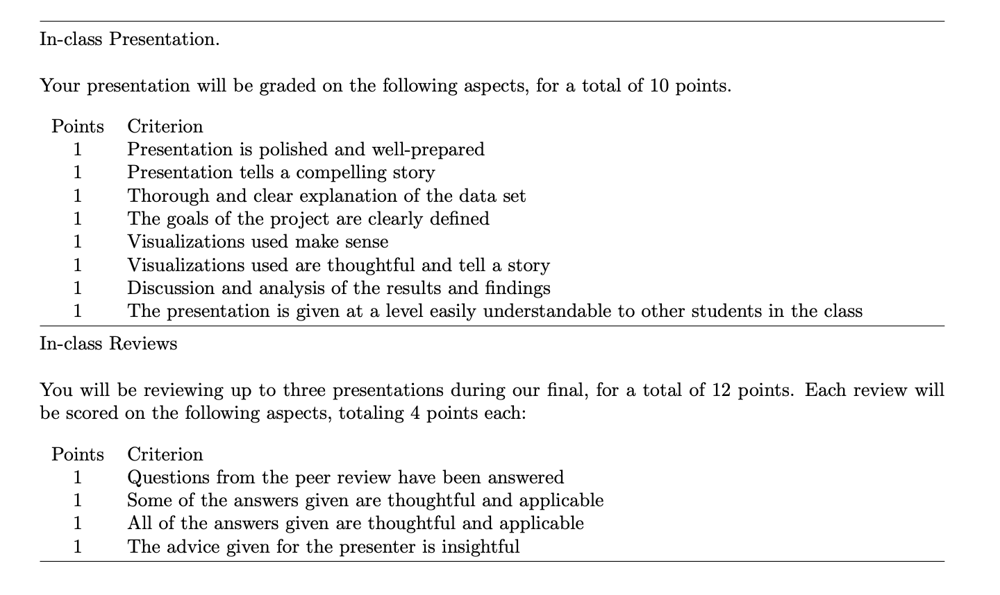 In-class Presentation.
Your presentation will be graded on the following aspects, for a total of 10 points.
Points Criterion
1 Presentation is polished and well-prepared
1 Presentation tells a compelling story
1 Thorough and clear explanation of the data set
1 The goals of the project are clearly defined
1 Visualizations used make sense
1 Visualizations used are thoughtful and tell a story
1 Discussion and analysis of the results and findings
1 The presentation is given at a level easily understandable to other students in the class
In-class Reviews
You will be reviewing up to three presentations during our final, for a total of 12 points. Each review will
be scored on the following aspects, totaling 4 points each:
Points Criterion
1 Questions from the peer review have been answered
1 Some of the answers given are thoughtful and applicable
1 All of the answers given are thoughtful and applicable
1 The advice given for the presenter is insightful